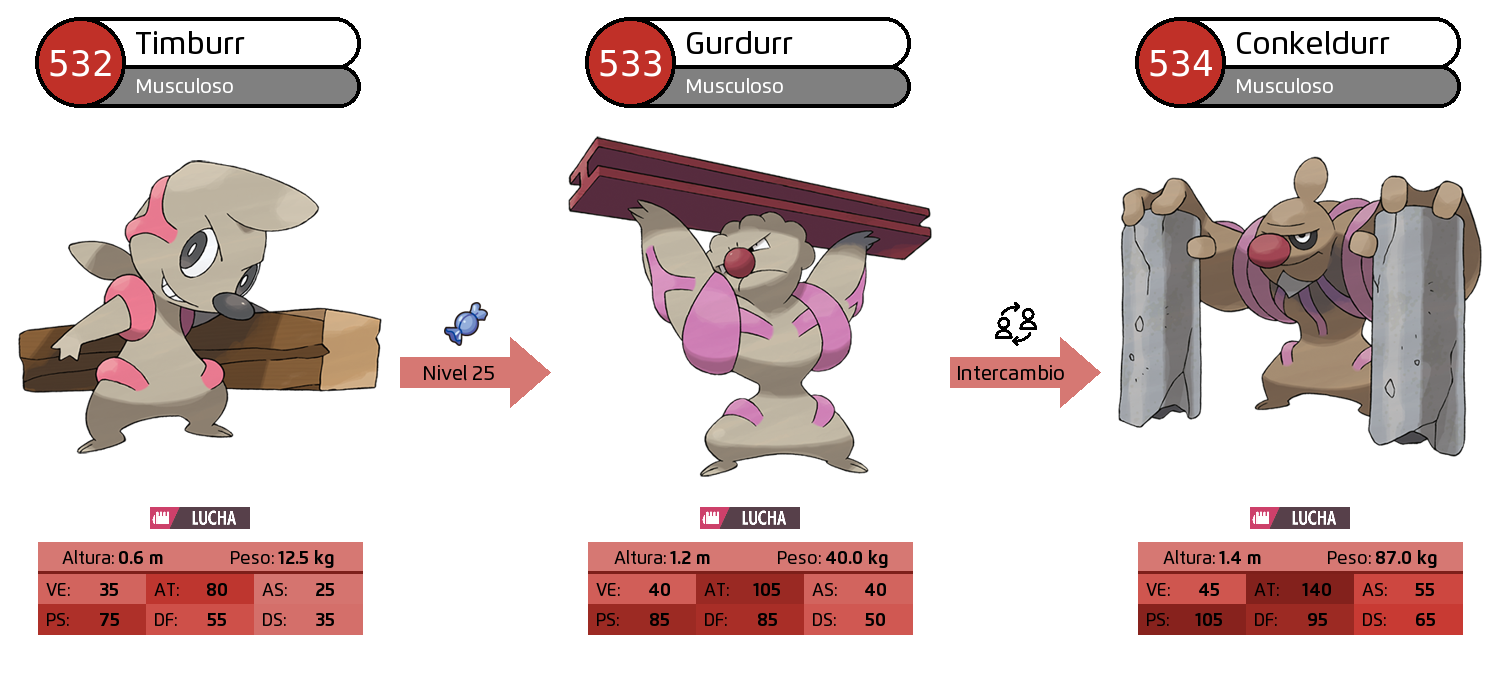 532 Timburr
Musculoso
533 Gurdurr
Musculoso
534 Conkeldurr
Musculoso
Nivel 25
Intercambio
LUCHA
Altura: 0.6 m Peso: 12.5 kg
VE: 35 AT: 80 AS: 25
PS: 75 DF: 55 DS: 35
LUCHA
Altura: 1.2 m Peso: 40.0 kg
VE: 40 AT: 105 AS: 40
PS: 85 DF: 85 DS: 50
LUCHA
Altura: 1.4 m Peso: 87.0 kg
VE: 45 AT: 140 AS: 55
PS: 105 DF: 95 DS: 65